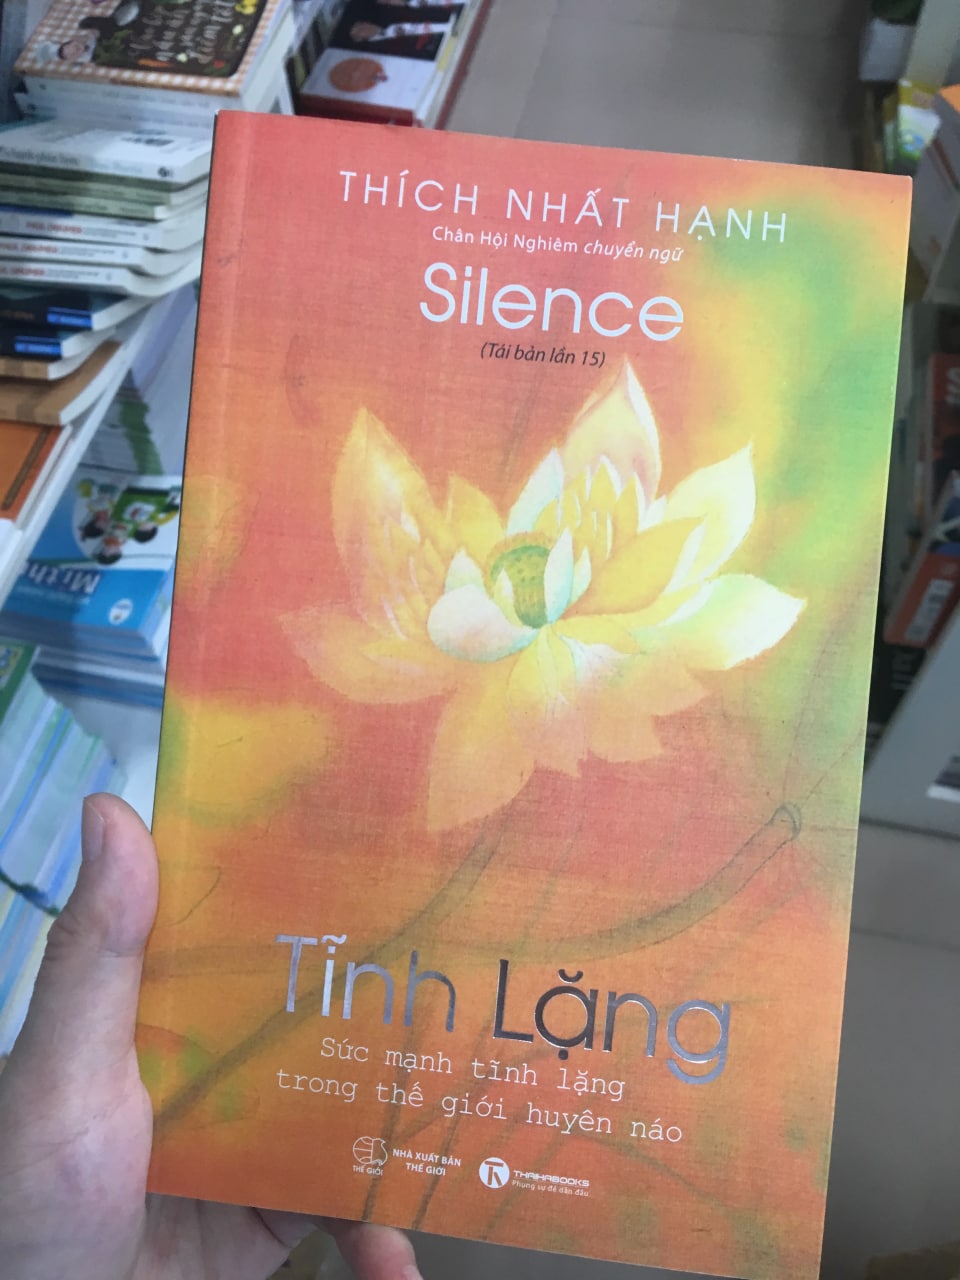 THÍCH NHẤT HẠNH
Chân Hội Nghiêm chuyển ngữ
Silence
(Tái bản lần 15)
Tĩnh Lặng
Sức mạnh tĩnh lặng
trong thế giới huyên náo
NHÀ XUẤT BẢN
THẾ GIỚI
THẾ GIỚI
THAIHABOOKS
Phụng sự để dẫn đầu